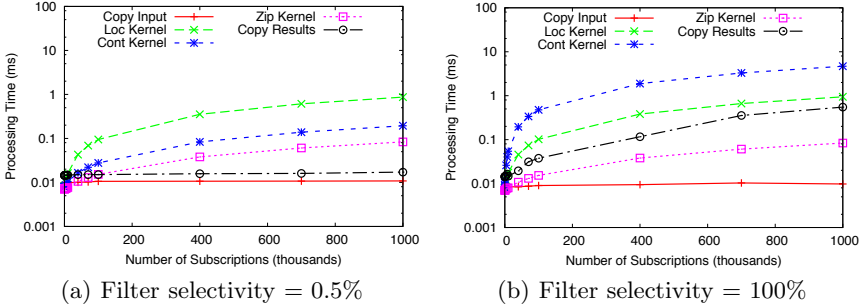 Copy Input
Loc Kernel
Cont Kernel
Zip Kernel
Copy Results
Processing Time (ms)
100
10
1
0.1
0.01
0.001
0
200
400
600
800
1000
Number of Subscriptions (thousands)
(a) Filter selectivity = 0.5%
Copy Input
Loc Kernel
Cont Kernel
Zip Kernel
Copy Results
Processing Time (ms)
100
10
1
0.1
0.01
0.001
0
200
400
600
800
1000
Number of Subscriptions (thousands)
(b) Filter selectivity = 100%